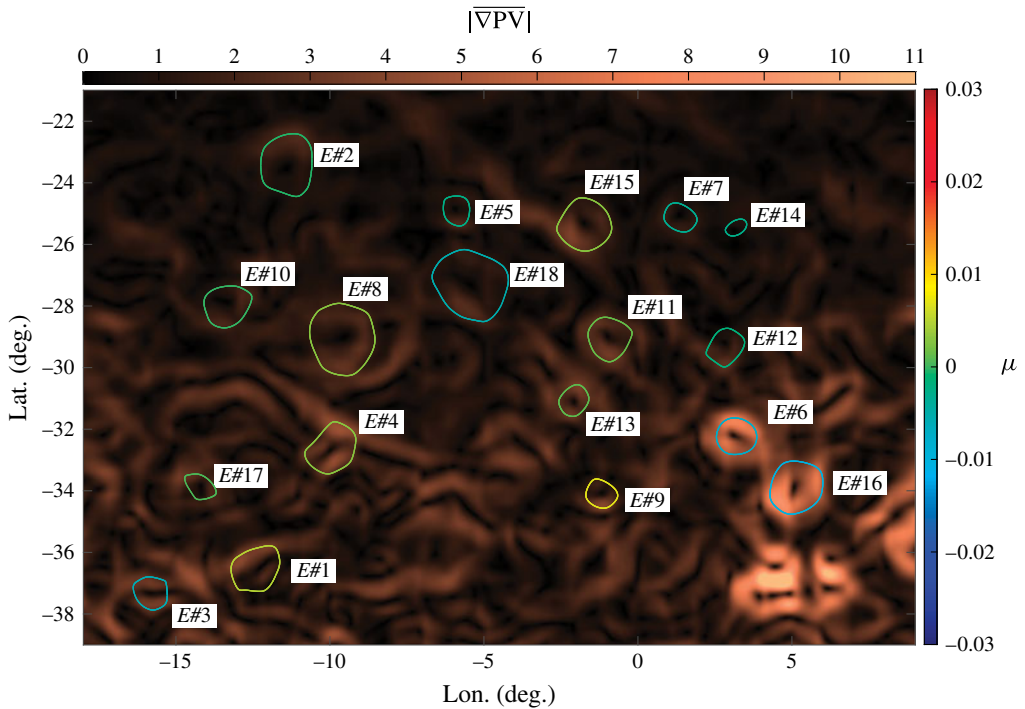 |∇PV|
0 1 2 3 4 5 6 7 8 9 10 11
0.03
−22
E#2
E#15
E#7
−24
0.02
E#5
E#14
−26
E#10
E#18
0.01
E#8
−28
E#11
E#12
−30
0
μ
Lat. (deg.)
E#6
E#4
E#13
−32
−0.01
E#17
E#16
E#9
−34
−0.02
−36
E#1
E#3
−38
−0.03
−15 −10 −5 0 5
Lon. (deg.)